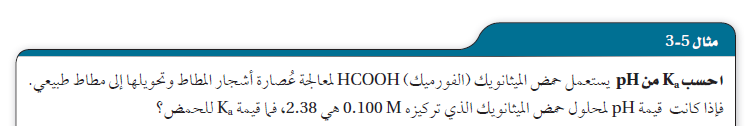 مثال 5-3
احسب Kₐ من pH يستعمل حمض الميثانويك (الفورميك) HCOOH لمعالجة عُصارة أشجار المطاط وتحويلها إلى مطاط طبيعي.
فإذا كانت قيمة pH لمحلول حمض الميثانويك الذي تركيزه 0.100 M هي 2.38، فما قيمة Kₐ للحمض؟